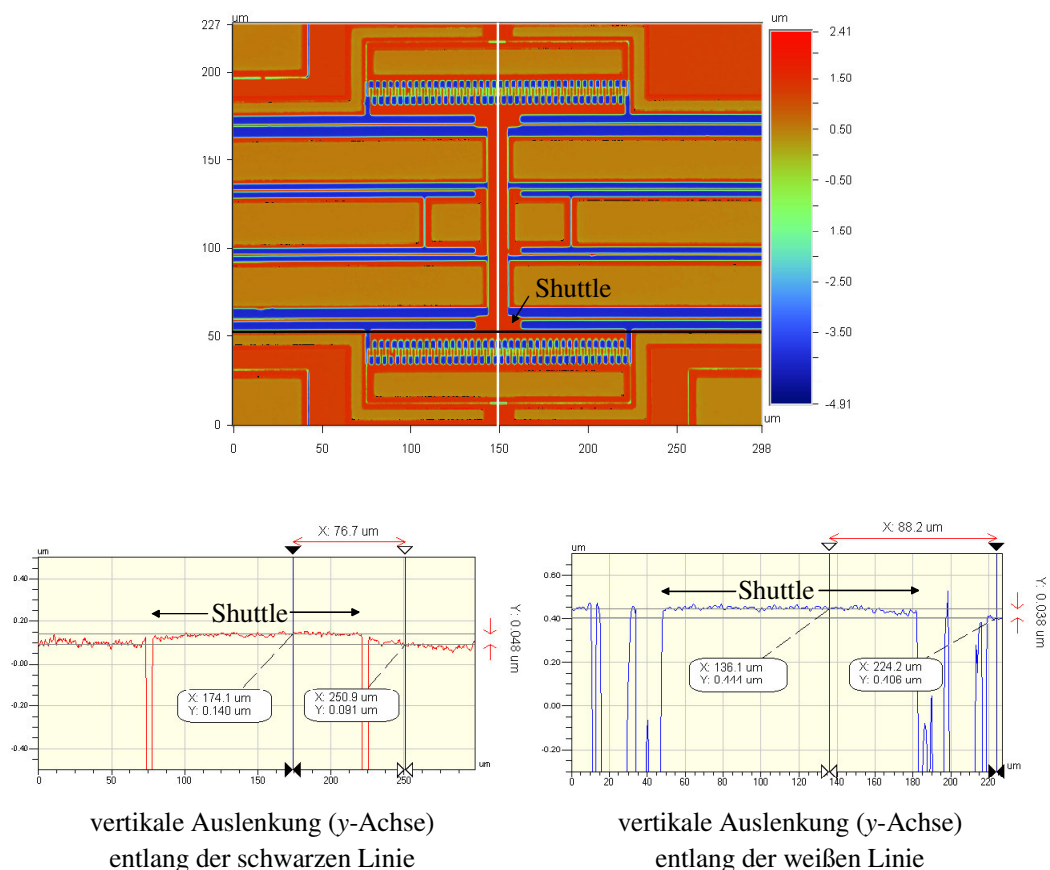 um
um
227
200
150
100
50
0
0
50
100
150
200
250
298
um
2.41
1.50
0.50
-0.50
-1.50
-2.50
-3.50
-4.91
Shuttle
X: 76.7 um
um
0.40
0.20
-0.00
-0.20
-0.40
Shuttle
X: 174.1 um
Y: 0.140 um
X: 250.9 um
Y: 0.091 um
Y: 0.048 um
0
50
100
150
200
250
um
X: 88.2 um
um
0.60
0.40
0.20
0.00
-0.20
Shuttle
X: 136.1 um
Y: 0.444 um
X: 224.2 um
Y: 0.406 um
Y: 0.038 um
0
20
40
60
80
100
120
140
160
180
200
220
um
vertikale Auslenkung (y-Achse)
entlang der schwarzen Linie
vertikale Auslenkung (y-Achse)
entlang der weißen Linie